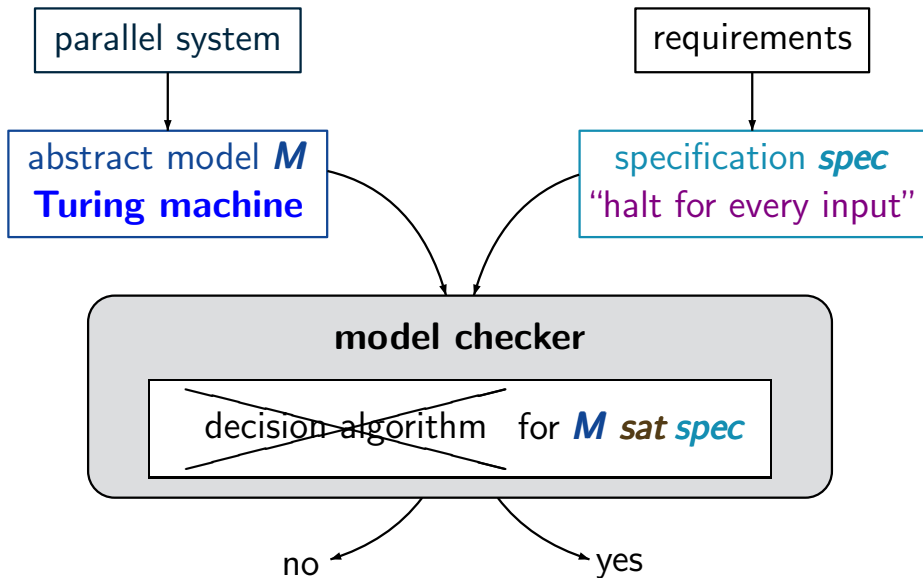 parallel system
requirements
abstract model M
Turing machine
specification spec
“halt for every input”
model checker
decision algorithm for M sat spec
no
yes